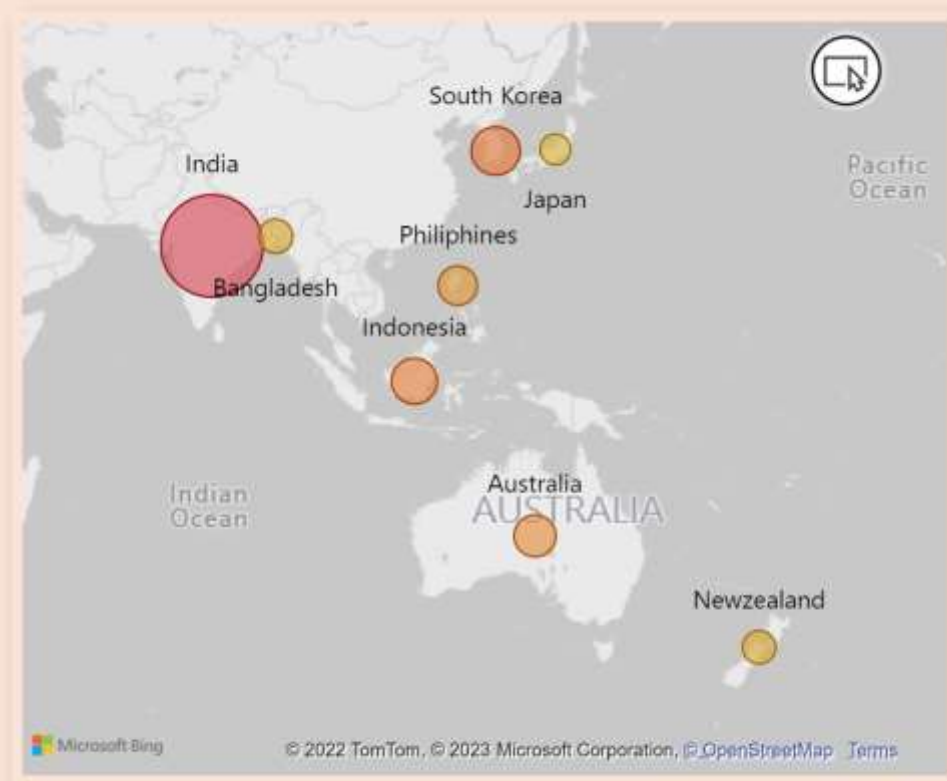 South Korea
India
Pacific
Ocean
Japan
Philiphines
Bangladesh
Indonesia
Indian
Ocean
Australia
AUSTRALIA
Newzealand
Microsoft Bing
© 2022 TomTom, © 2023 Microsoft Corporation, © OpenStreetMap Terms